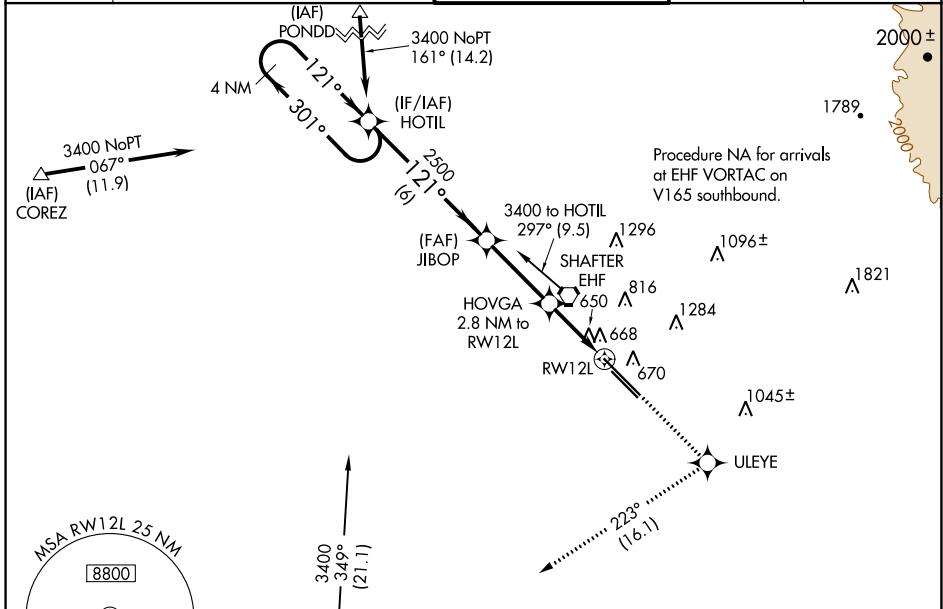 (IAF)
PONDD
3400 NoPT
161° (14.2)
2000 ±
4 NM
121°
301°
(IF/IAF)
HOTIL
1789
2000
3400 NoPT
067°
(11.9)
(IAF)
COREZ
2500
121°
(6)
Procedure NA for arrivals
at EHF VORTAC on
V165 southbound.
3400 to HOTIL
297° (9.5)
(FAF)
JIBOP
SHAFTER
EHF
1296
1096±
1821
HOVGA
2.8 NM to
RW12L
650
816
1284
668
RW12L
670
1045±
ULEYE
223°
(16.1)
3400
349°
(21.1)
MSA RW12L 25 NM
8800